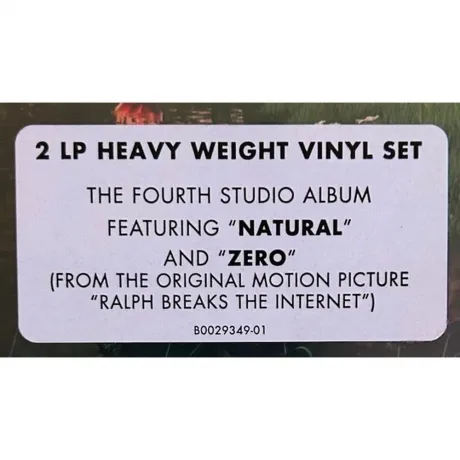 2 LP HEAVY WEIGHT VINYL SET
THE FOURTH STUDIO ALBUM
FEATURING "NATURAL"
AND "ZERO"
(FROM THE ORIGINAL MOTION PICTURE
"RALPH BREAKS THE INTERNET")
B0029349-01